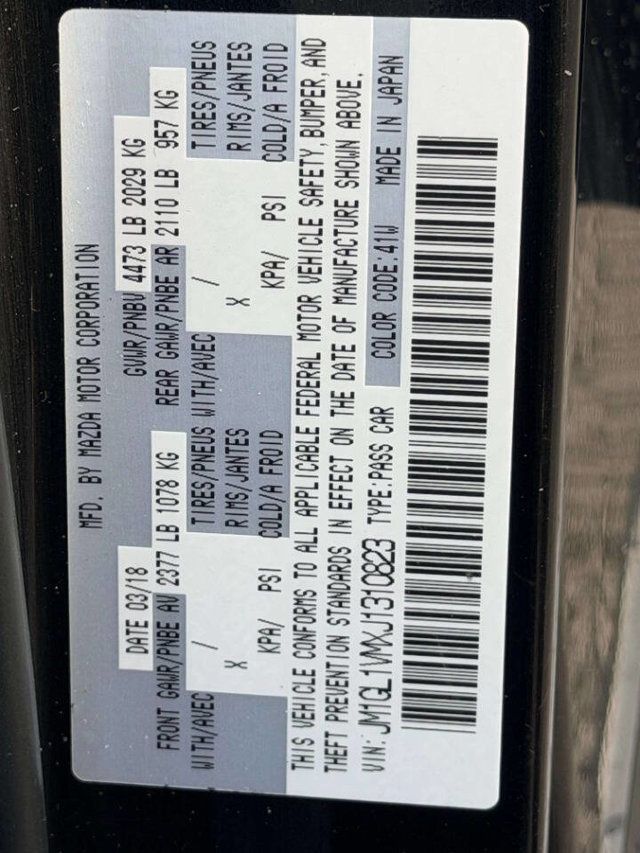 MFD. BY MAZDA MOTOR CORPORATION
DATE 03/18 GVWR/PNBV 4473 LB 2029 KG
FRONT GAWR/PNBE AV 2377 LB 1078 KG REAR GAWR/PNBE AR 2110 LB 957 KG
WITH/AVEC / TIRES/PNEUS WITH/AVEC / TIRES/PNEUS
X RIMS/JANTES X RIMS/JANTES
KPA/ PSI COLD/A FROID KPA/ PSI COLD/A FROID
THIS VEHICLE CONFORMS TO ALL APPLICABLE FEDERAL MOTOR VEHICLE SAFETY, BUMPER, AND
THEFT PREVENTION STANDARDS IN EFFECT ON THE DATE OF MANUFACTURE SHOWN ABOVE.
VIN: JM1GL1WMXJ1310823 TYPE:PASS CAR COLOR CODE:41W MADE IN JAPAN